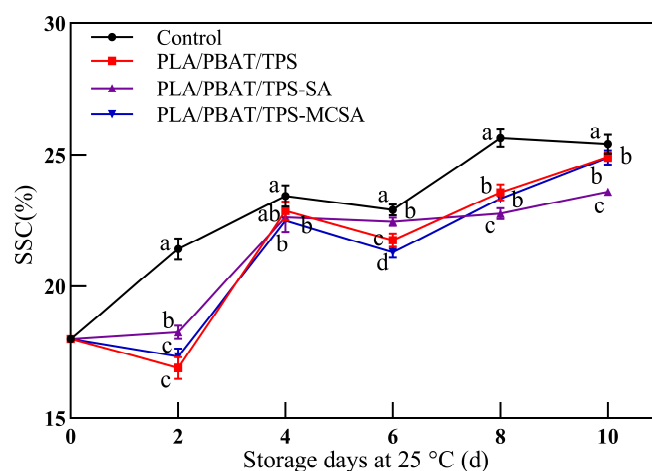 30
Control
PLA/PBAT/TPS
PLA/PBAT/TPS-SA
PLA/PBAT/TPS-MCSA
25
20
15
SSC(%)
a
b
c
c
a
ab
b
b
a
b
c
d
a
b
b
c
a
b
b
c
0 2 4 6 8 10
Storage days at 25 °C (d)